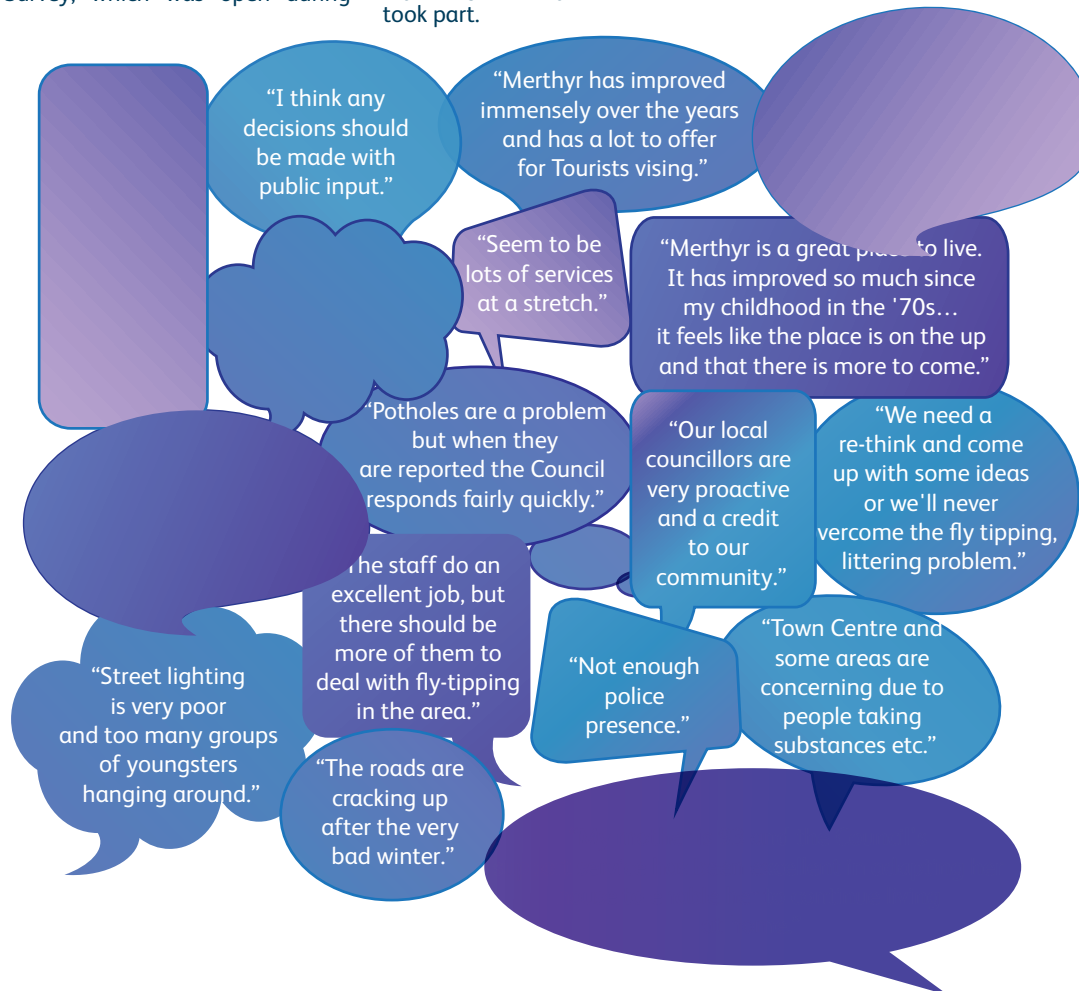 which was open during
took part.
“I think any
decisions should
be made with
public input.”
“Merthyr has improved
immensely over the years
and has a lot to offer
for Tourists vising.”
“Seem to be
lots of services
at a stretch.”
“Merthyr is a great place to live.
It has improved so much since
my childhood in the '70s...
it feels like the place is on the up
and that there is more to come.”
“Potholes are a problem
but when they
are reported the Council
responds fairly quickly.”
“Our local
councillors are
very proactive
and a credit
to our
community.”
“We need a
re-think and come
up with some ideas
or we'll never
vercome the fly tipping,
littering problem.”
The staff do an
excellent job, but
there should be
more of them to
deal with fly-tipping
in the area.”
“Not enough
police
presence.”
“Town Centre and
some areas are
concerning due to
people taking
substances etc.”
“Street lighting
is very poor
and too many groups
of youngsters
hanging around.”
“The roads are
cracking up
after the very
bad winter.”